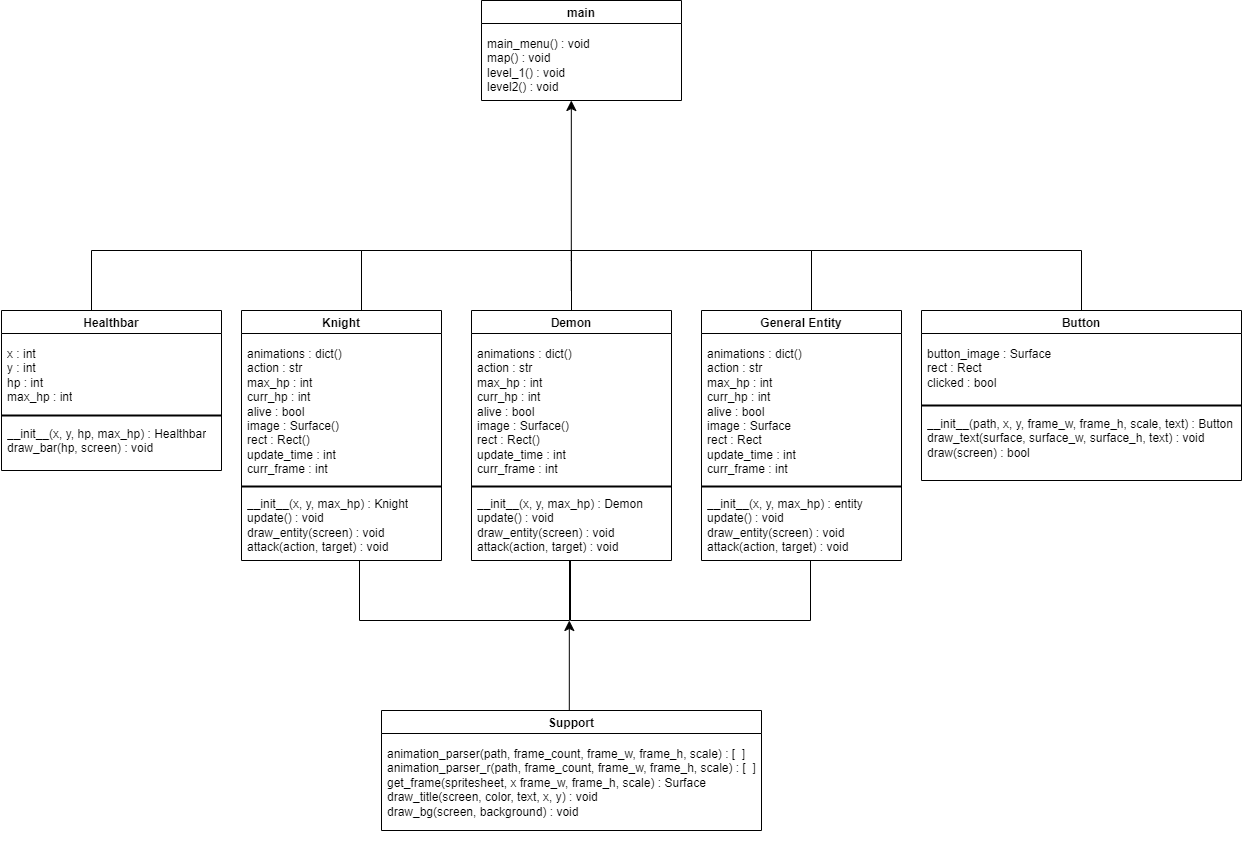 main
main_menu() : void
map() : void
level_1() : void
level2() : void
Healthbar
x : int
y : int
hp : int
max_hp : int
__init__(x, y, hp, max_hp) : Healthbar
draw_bar(hp, screen) : void
Knight
animations : dict()
action : str
max_hp : int
curr_hp : int
alive : bool
image : Surface()
rect : Rect()
update_time : int
curr_frame : int
__init__(x, y, max_hp) : Knight
update() : void
draw_entity(screen) : void
attack(action, target) : void
Demon
animations : dict()
action : str
max_hp : int
curr_hp : int
alive : bool
image : Surface()
rect : Rect()
update_time : int
curr_frame : int
__init__(x, y, max_hp) : Demon
update() : void
draw_entity(screen) : void
attack(action, target) : void
General Entity
animations : dict()
action : str
max_hp : int
curr_hp : int
alive : bool
image : Surface
rect : Rect
update_time : int
curr_frame : int
__init__(x, y, max_hp) : entity
update() : void
draw_entity(screen) : void
attack(action, target) : void
Button
button_image : Surface
rect : Rect
clicked : bool
__init__(path, x, y, frame_w, frame_h, scale, text) : Button
draw_text(surface, surface_w, surface_h, text) : void
draw(screen) : bool
Support
animation_parser(path, frame_count, frame_w, frame_h, scale) : [ ]
animation_parser_r(path, frame_count, frame_w, frame_h, scale) : [ ]
get_frame(spritesheet, x frame_w, frame_h, scale) : Surface
draw_title(screen, color, text, x, y) : void
draw_bg(screen, background) : void